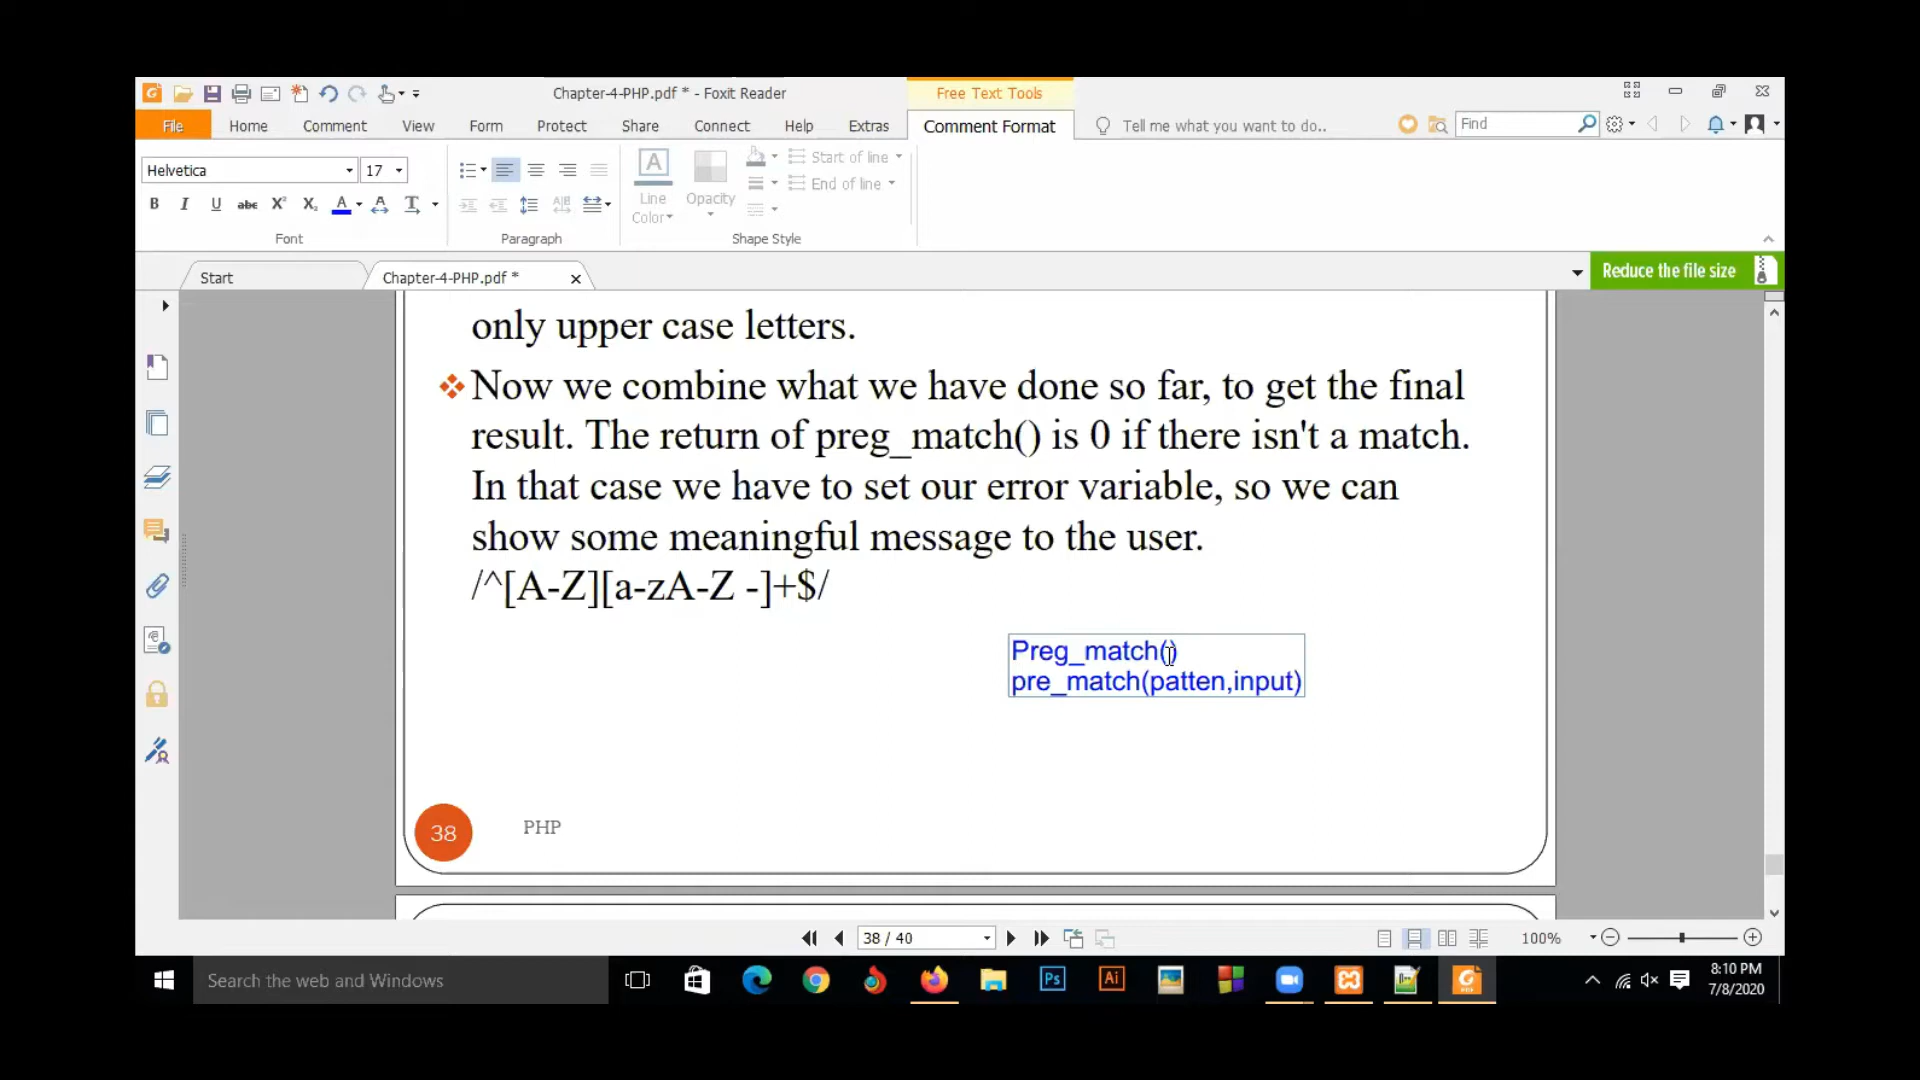 Chapter-4-PHP.pdf * - Foxit Reader
Free Text Tools
File
Home
Comment
View
Form
Protect
Share
Connect
Help
Extras
Comment Format
Tell me what you want to do..
Find
Helvetica
17
Start of line
End of line
Line
Color
Opacity
B I U abc X² X₂ A A T
Font
Paragraph
Shape Style
Start
Chapter-4-PHP.pdf *
Reduce the file size
only upper case letters.
Now we combine what we have done so far, to get the final
result. The return of preg_match() is 0 if there isn't a match.
In that case we have to set our error variable, so we can
show some meaningful message to the user.
/^[A-Z][a-zA-Z -]+$/
Preg_match()
pre_match(patten,input)
38
PHP
38 / 40
100%
Search the web and Windows
Ps
Ai
8:10 PM
7/8/2020